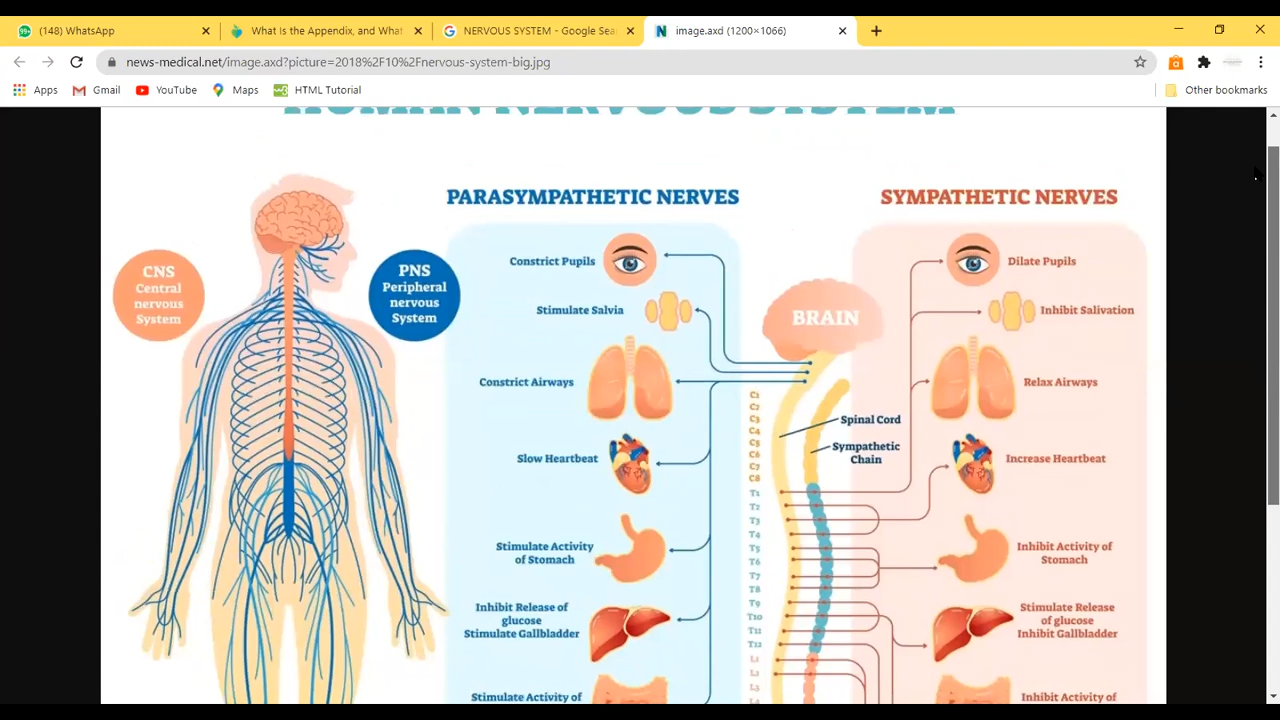 (148) WhatsApp
What Is the Appendix, and What
NERVOUS SYSTEM - Google Sea
image.axd (1200×1066)
news-medical.net/image.axd?picture=2018%2F10%2Fnervous-system-big.jpg
Apps
Gmail
YouTube
Maps
HTML Tutorial
Other bookmarks
HUMAN NERVOUS SYSTEM
PARASYMPATHETIC NERVES
SYMPATHETIC NERVES
CNS
Central
nervous
System
PNS
Peripheral
nervous
System
Constrict Pupils
Stimulate Salvia
Constrict Airways
Slow Heartbeat
Stimulate Activity
of Stomach
Inhibit Release of
glucose
Stimulate Gallbladder
Stimulate Activity of
BRAIN
Spinal Cord
Sympathetic
Chain
C1
C2
C3
C4
C5
C6
C7
C8
T1
T2
T3
T4
T5
T6
T7
T8
T9
T10
T11
T12
L1
L2
L3
Dilate Pupils
Inhibit Salivation
Relax Airways
Increase Heartbeat
Inhibit Activity of
Stomach
Stimulate Release
of glucose
Inhibit Gallbladder
Inhibit Activity of